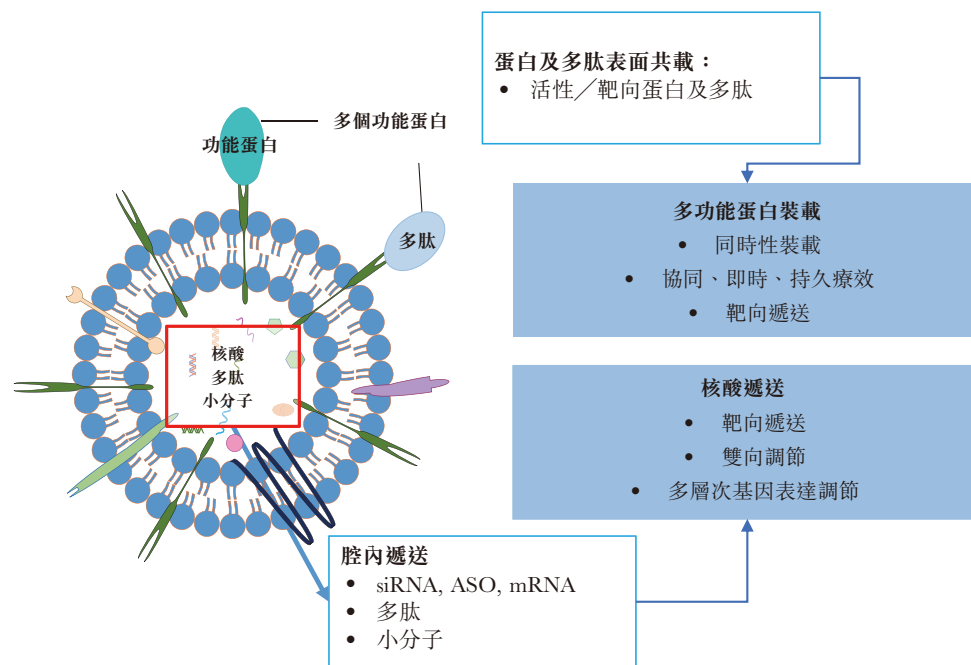 蛋白及多肽表面共載：
• 活性／靶向蛋白及多肽
多個功能蛋白
功能蛋白
多肽
多功能蛋白裝載
• 同時性裝載
• 協同、即時、持久療效
• 靶向遞送
核酸
多肽
小分子
核酸遞送
• 靶向遞送
• 雙向調節
• 多層次基因表達調節
腔內遞送
• siRNA, ASO, mRNA
• 多肽
• 小分子